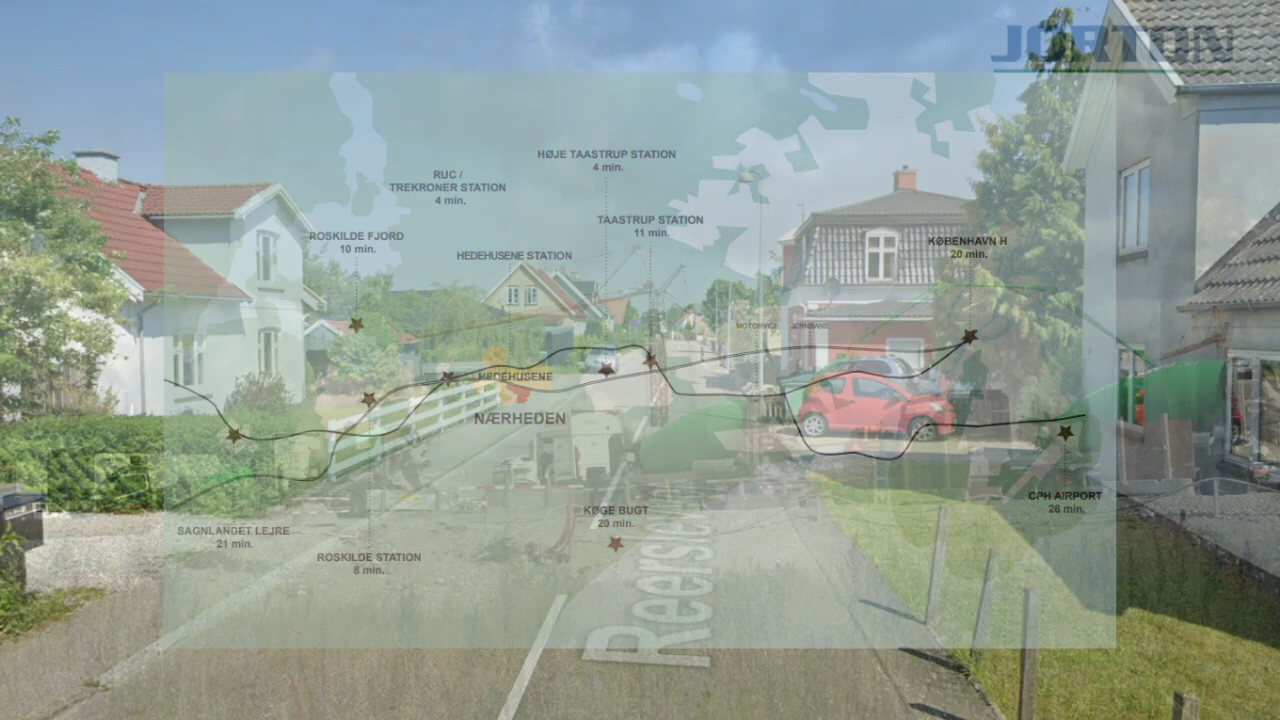 JORTON
HØJE TAASTRUP STATION
4 min.
RUC /
TREKRONER STATION
4 min.
TAASTRUP STATION
11 min.
ROSKILDE FJORD
10 min.
KØBENHAVN H
20 min.
HEDEHUSENE STATION
MOTORVEJ
JERNBANE
HEDEHUSENE
NÆRHEDEN
CPH AIRPORT
26 min.
KØGE BUGT
20 min.
SAGNLANDET LEJRE
21 min.
ROSKILDE STATION
8 min.